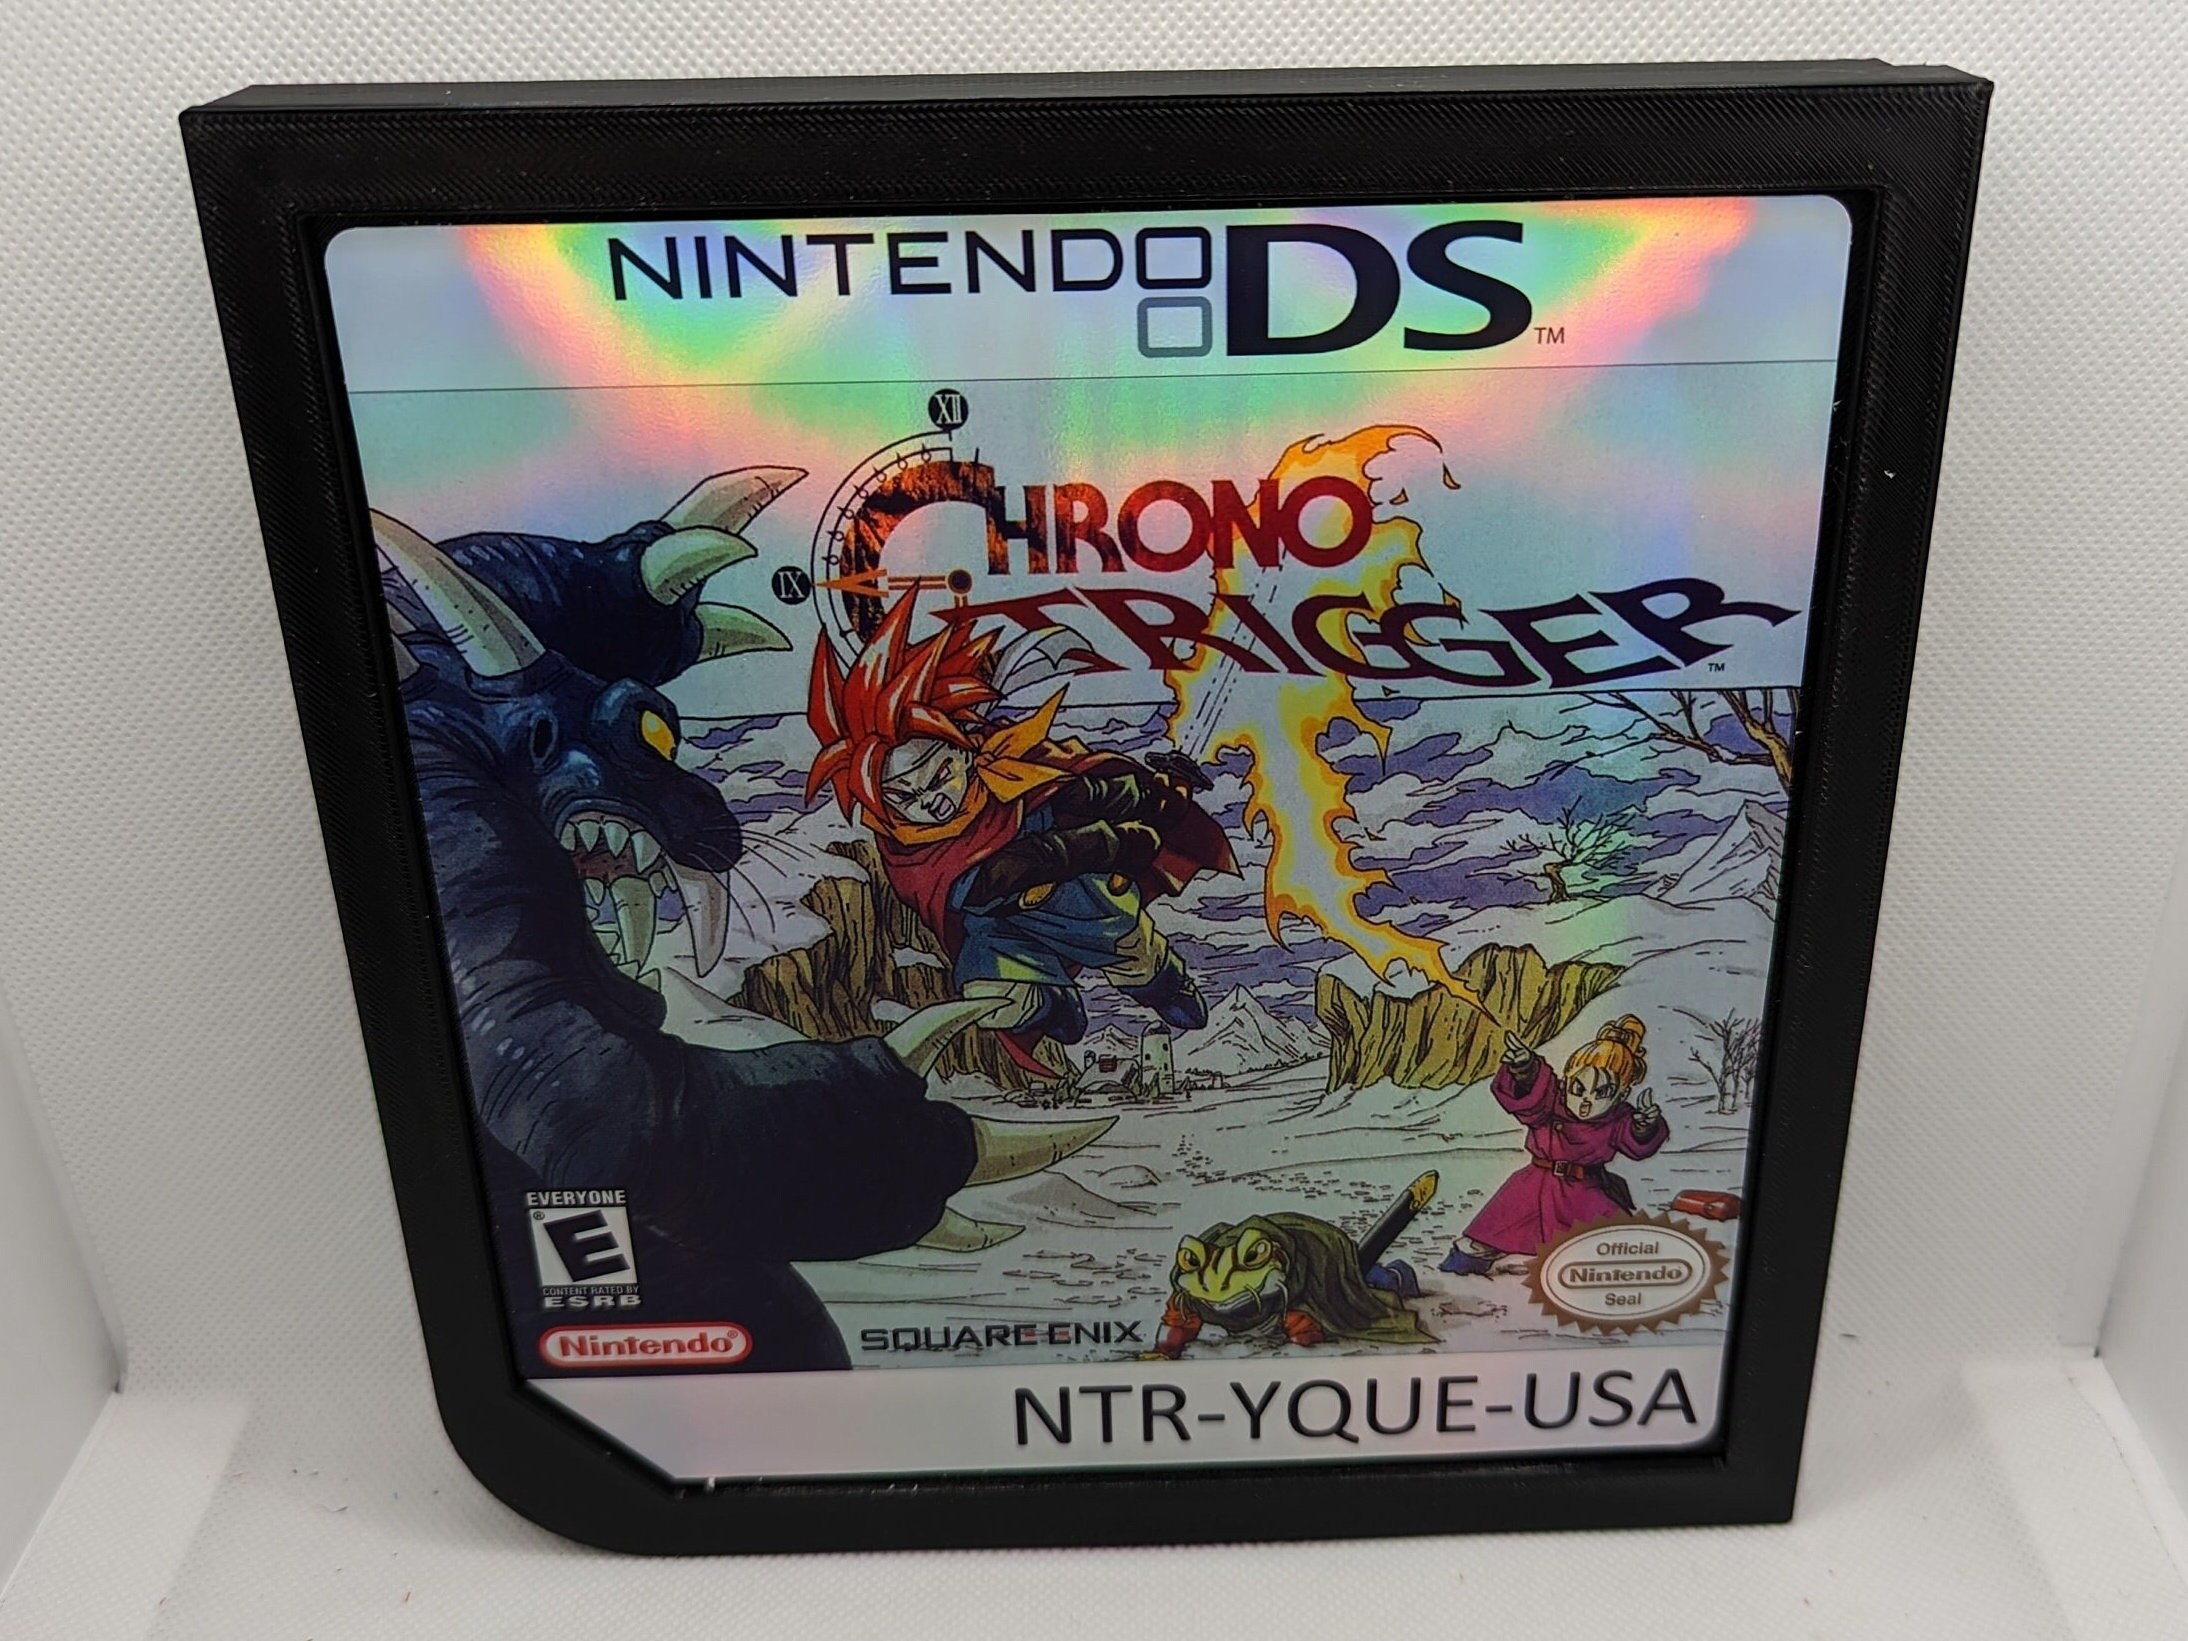 NINTENDO DS™
XII
IX
CHRONO
TRIGGER™
EVERYONE
E®
CONTENT RATED BY
ESRB
Nintendo®
SQUARE ENIX
Official
Nintendo
Seal
NTR-YQUE-USA